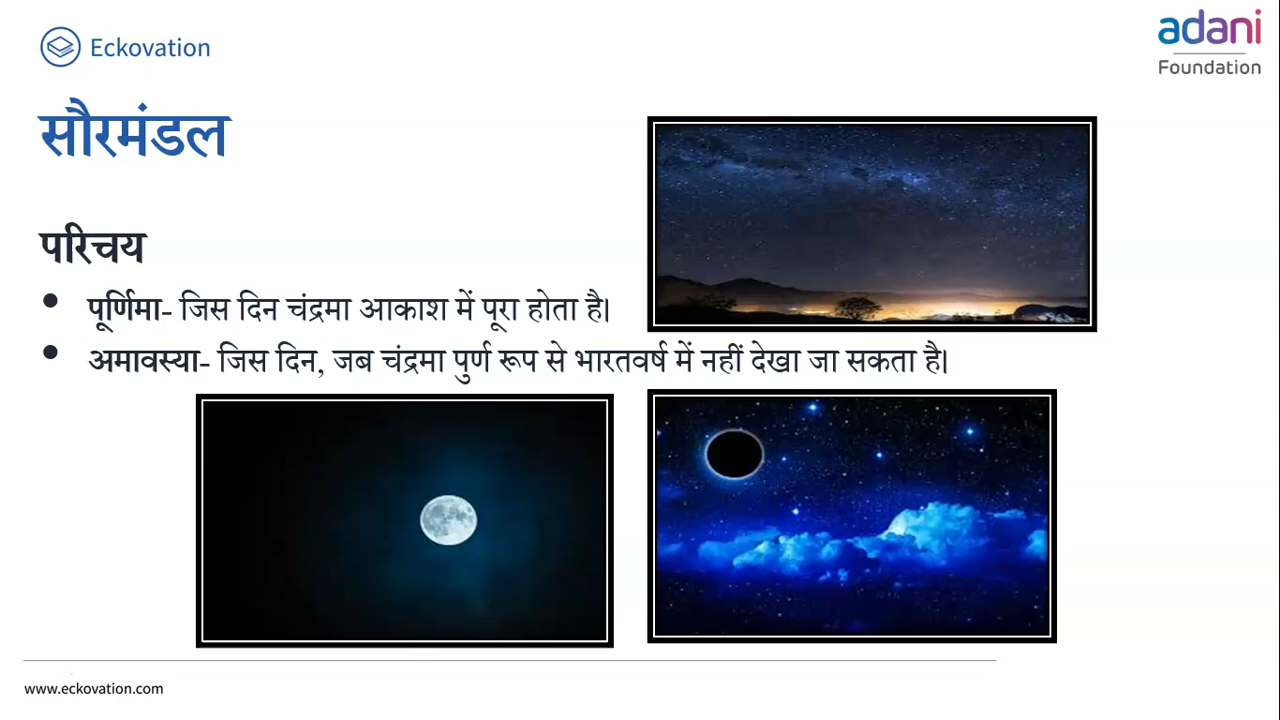 Eckovation
adani
Foundation
सौरमंडल
परिचय
• पूर्णिमा- जिस दिन चंद्रमा आकाश में पूरा होता है।
• अमावस्या- जिस दिन, जब चंद्रमा पुर्ण रूप से भारतवर्ष में नहीं देखा जा सकता है।
www.eckovation.com